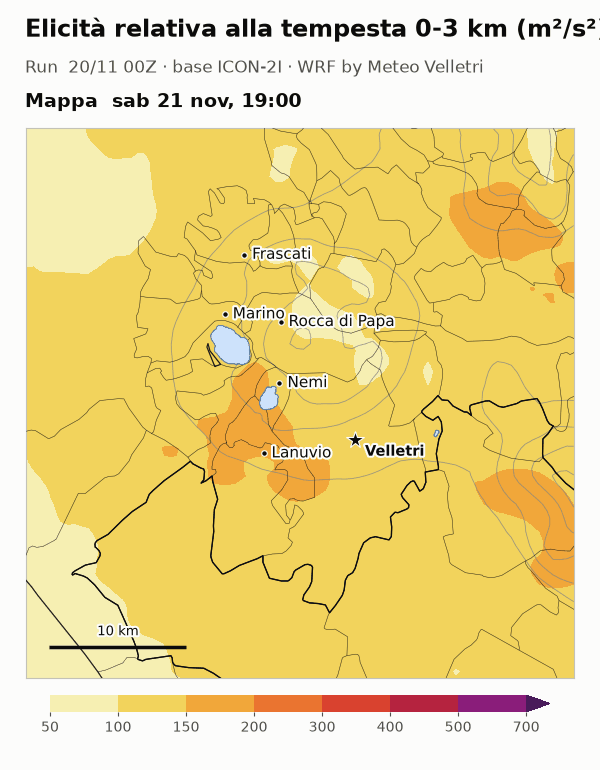 Elicità relativa alla tempesta 0-3 km (m²/s²)
Run 20/11 00Z · base ICON-2I · WRF by Meteo Velletri
Mappa sab 21 nov, 19:00
Frascati
Marino
Rocca di Papa
Nemi
Velletri
Lanuvio
10 km
50 100 150 200 300 400 500 700